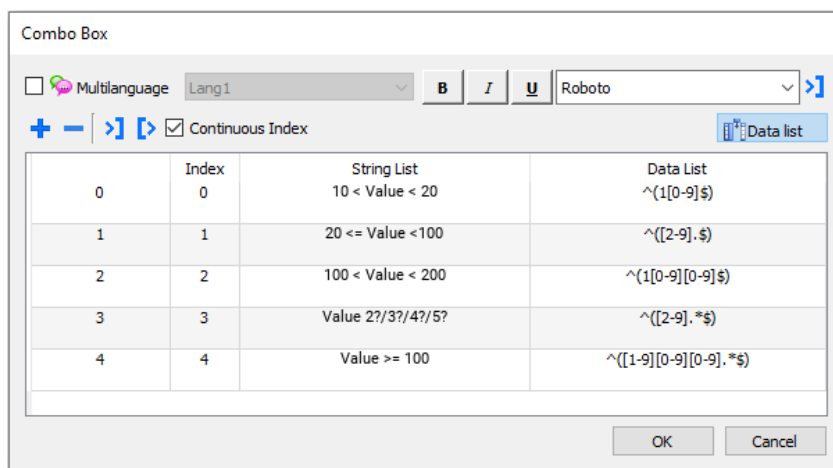 Combo Box
Multilanguage Lang1 B I U Roboto
Continuous Index Data list
Index String List Data List
0 0 10 < Value < 20 ^(1[0-9]$)
1 1 20 <= Value <100 ^([2-9].$)
2 2 100 < Value < 200 ^(1[0-9][0-9]$)
3 3 Value 2?/3?/4?/5? ^([2-9].*$)
4 4 Value >= 100 ^([1-9][0-9][0-9].*$)
OK Cancel